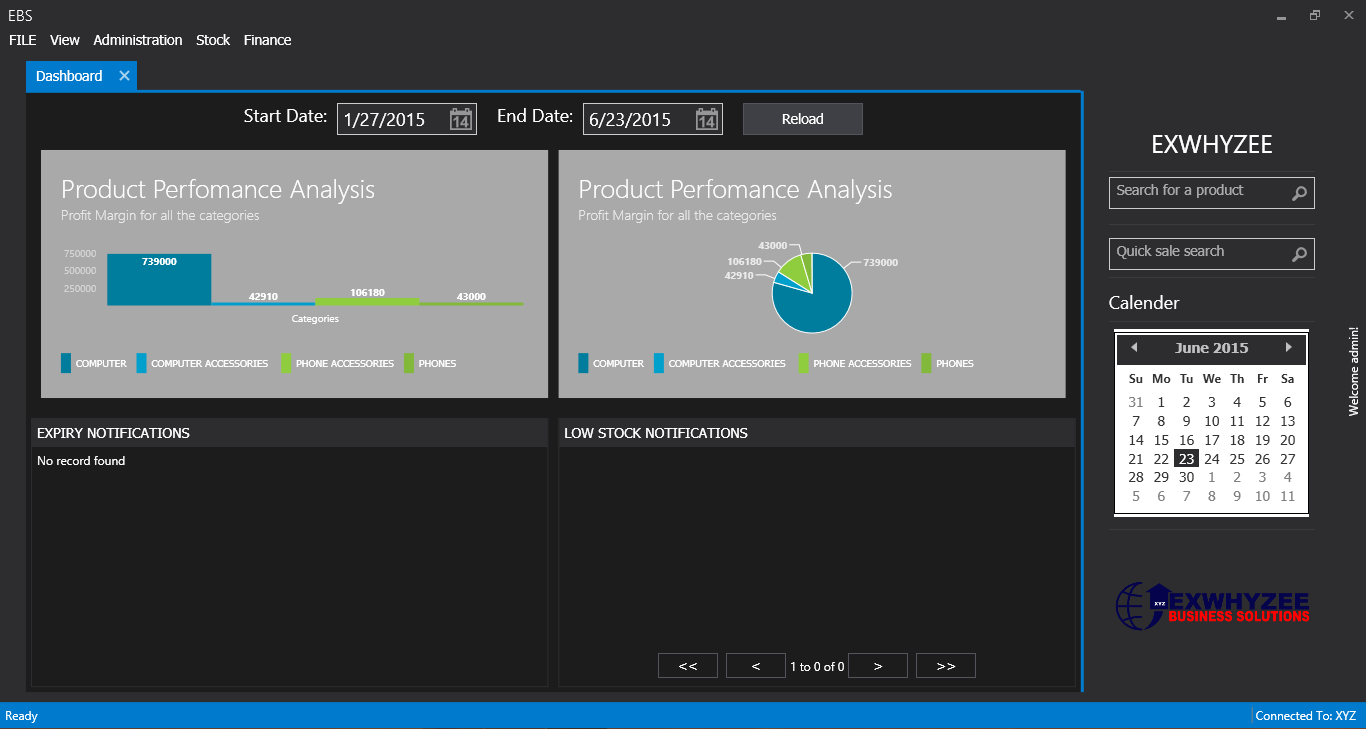 EBS
FILE View Administration Stock Finance
Dashboard
Start Date: 1/27/2015 14 End Date: 6/23/2015 14 Reload
Product Perfomance Analysis
Profit Margin for all the categories
750000
500000
250000
739000
42910
106180
43000
Categories
COMPUTER COMPUTER ACCESSORIES PHONE ACCESSORIES PHONES
Product Perfomance Analysis
Profit Margin for all the categories
43000
106180
42910
739000
COMPUTER COMPUTER ACCESSORIES PHONE ACCESSORIES PHONES
EXPIRY NOTIFICATIONS
No record found
LOW STOCK NOTIFICATIONS
<< < 1 to 0 of 0 > >>
EXWHYZEE
Search for a product
Quick sale search
Calender
June 2015
Su Mo Tu We Th Fr Sa
31 1 2 3 4 5 6
7 8 9 10 11 12 13
14 15 16 17 18 19 20
21 22 23 24 25 26 27
28 29 30 1 2 3 4
5 6 7 8 9 10 11
XYZ
EXWHYZEE
BUSINESS SOLUTIONS
Welcome admin!
Ready
Connected To: XYZ